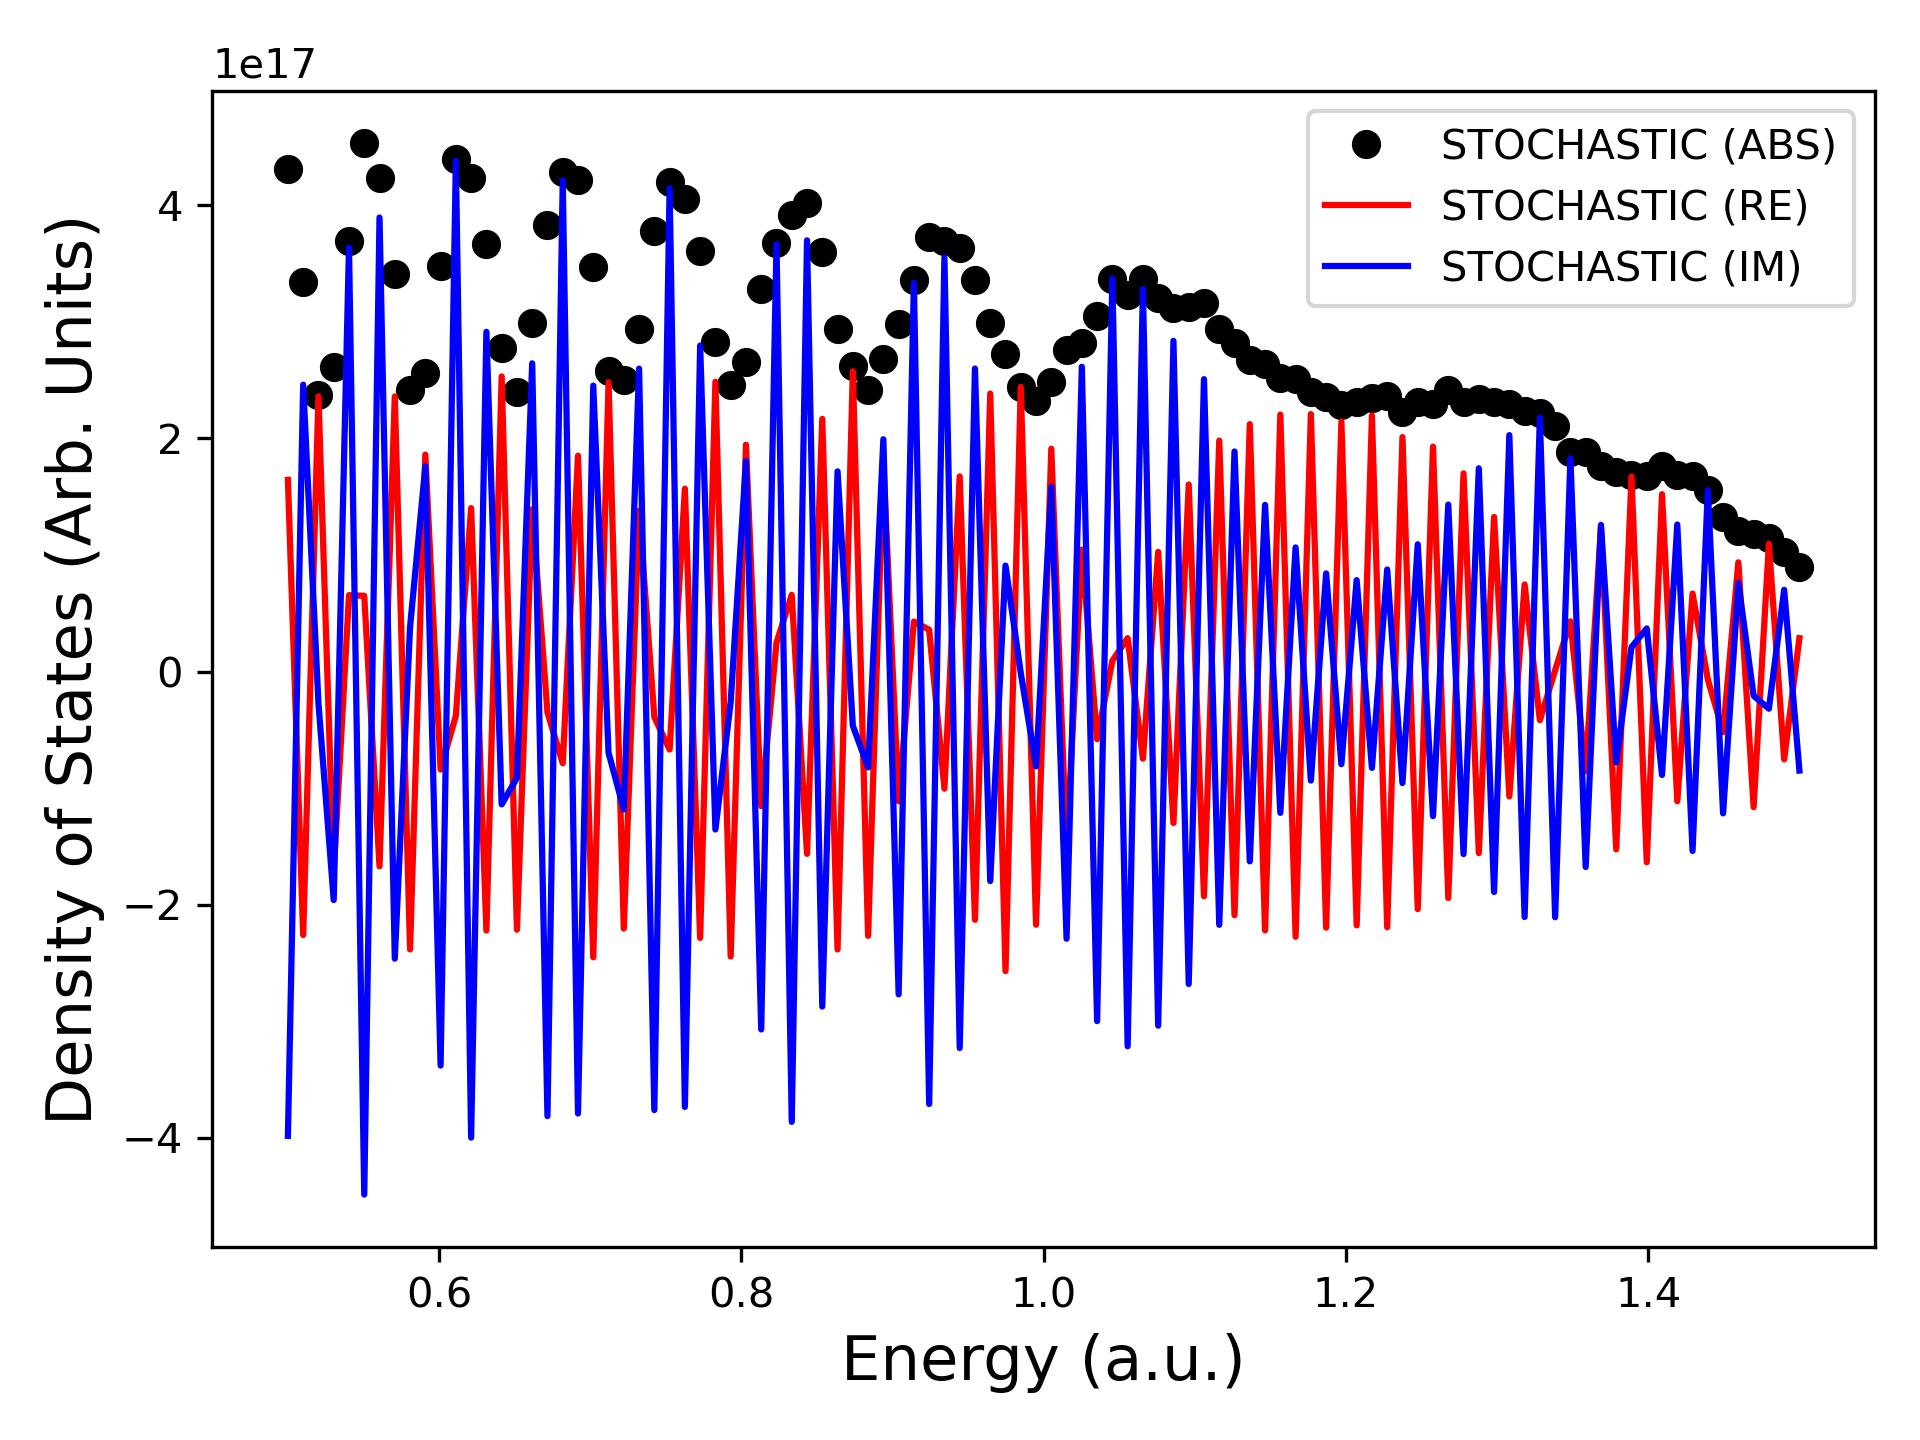 1e17
STOCHASTIC (ABS)
STOCHASTIC (RE)
STOCHASTIC (IM)
Density of States (Arb. Units)
4
2
0
−2
−4
0.6 0.8 1.0 1.2 1.4
Energy (a.u.)